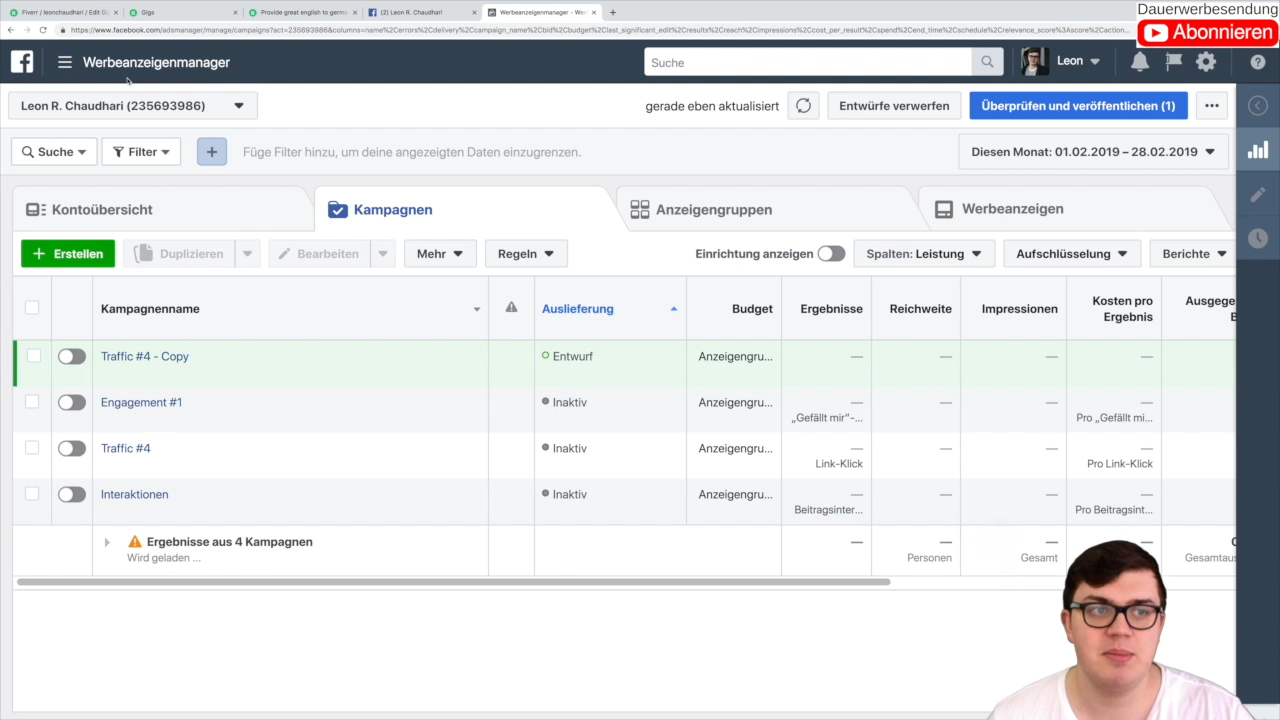 Fiverr / leonchaudhari / Edit G
Gigs
Provide great english to germa
(2) Leon R. Chaudhari
Werbeanzeigenmanager - Wer
Dauerwerbesendung
Abonnieren
Werbeanzeigenmanager
Suche
Leon
Leon R. Chaudhari (235693986)
gerade eben aktualisiert
Entwürfe verwerfen
Überprüfen und veröffentlichen (1)
Suche
Filter
Füge Filter hinzu, um deine angezeigten Daten einzugrenzen.
Diesen Monat: 01.02.2019 – 28.02.2019
Kontoübersicht
Kampagnen
Anzeigengruppen
Werbeanzeigen
+ Erstellen
Duplizieren
Bearbeiten
Mehr
Regeln
Einrichtung anzeigen
Spalten: Leistung
Aufschlüsselung
Berichte
Kampagnenname
Auslieferung
Budget
Ergebnisse
Reichweite
Impressionen
Kosten pro
Ergebnis
Ausgege
Traffic #4 - Copy
Entwurf
Anzeigengru...
—
—
—
—
Engagement #1
Inaktiv
Anzeigengru...
—
—
—
—
„Gefällt mir“-...
Pro „Gefällt mi...
Traffic #4
Inaktiv
Anzeigengru...
—
—
—
—
Link-Klick
Pro Link-Klick
Interaktionen
Inaktiv
Anzeigengru...
—
—
—
—
Beitragsinter...
Pro Beitragsint...
Ergebnisse aus 4 Kampagnen
—
—
—
—
Wird geladen ...
Personen
Gesamt
Gesamtaus